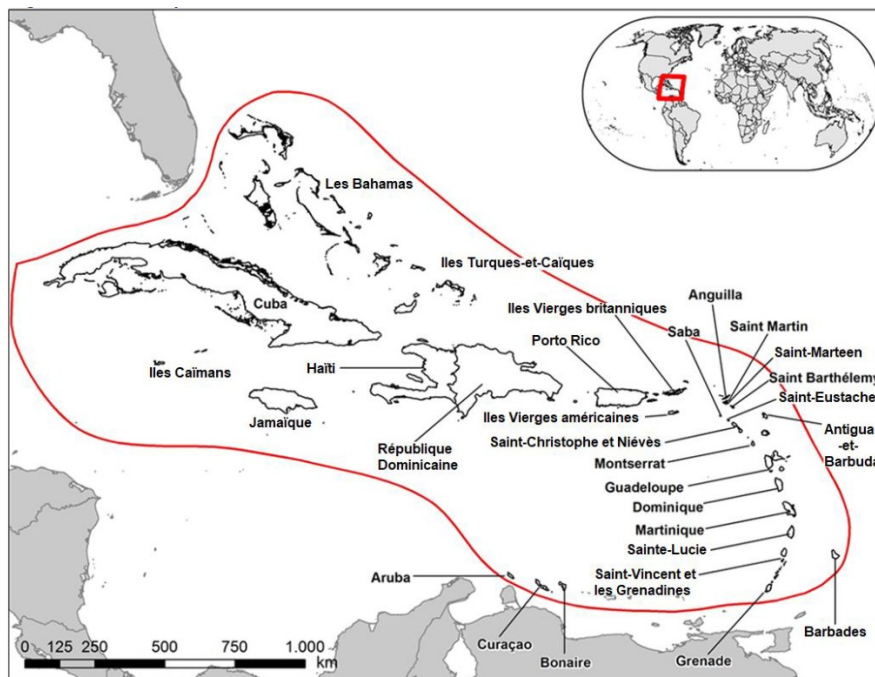 Les Bahamas
Iles Turques-et-Caïques
Cuba
Iles Vierges britanniques
Anguilla
Saba
Saint Martin
Saint-Marteen
Saint Barthélemy
Saint-Eustache
Porto Rico
Haïti
Iles Caïmans
Jamaïque
Iles Vierges américaines
République
Dominicaine
Saint-Christophe et Niévès
Antigua
-et-
Barbuda
Montserrat
Guadeloupe
Dominique
Martinique
Sainte-Lucie
Saint-Vincent et
les Grenadines
Aruba
Curaçao
Bonaire
Grenade
Barbades
0 125 250 500 750 1.000
km